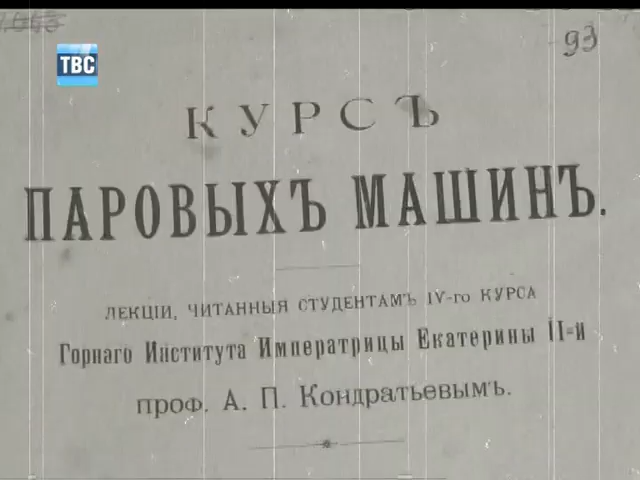 93
ТВС
КУРСЪ
ПАРОВЫХЪ МАШИНЪ.
ЛЕКЦІИ, ЧИТАННЫЯ СТУДЕНТАМЪ IV-го КУРСА
Горнаго Института Императрицы Екатерины II-й
проф. А. П. Кондратьевымъ.